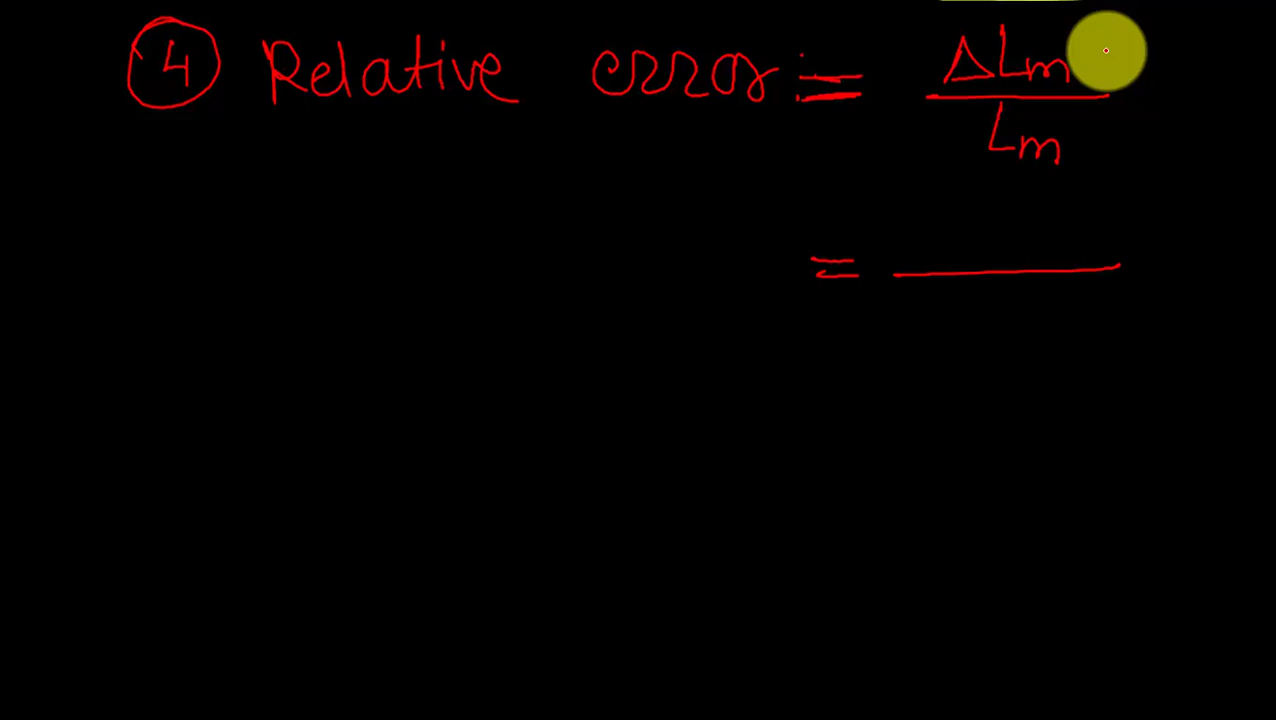 ④ Relative error = ΔLm / Lm
=